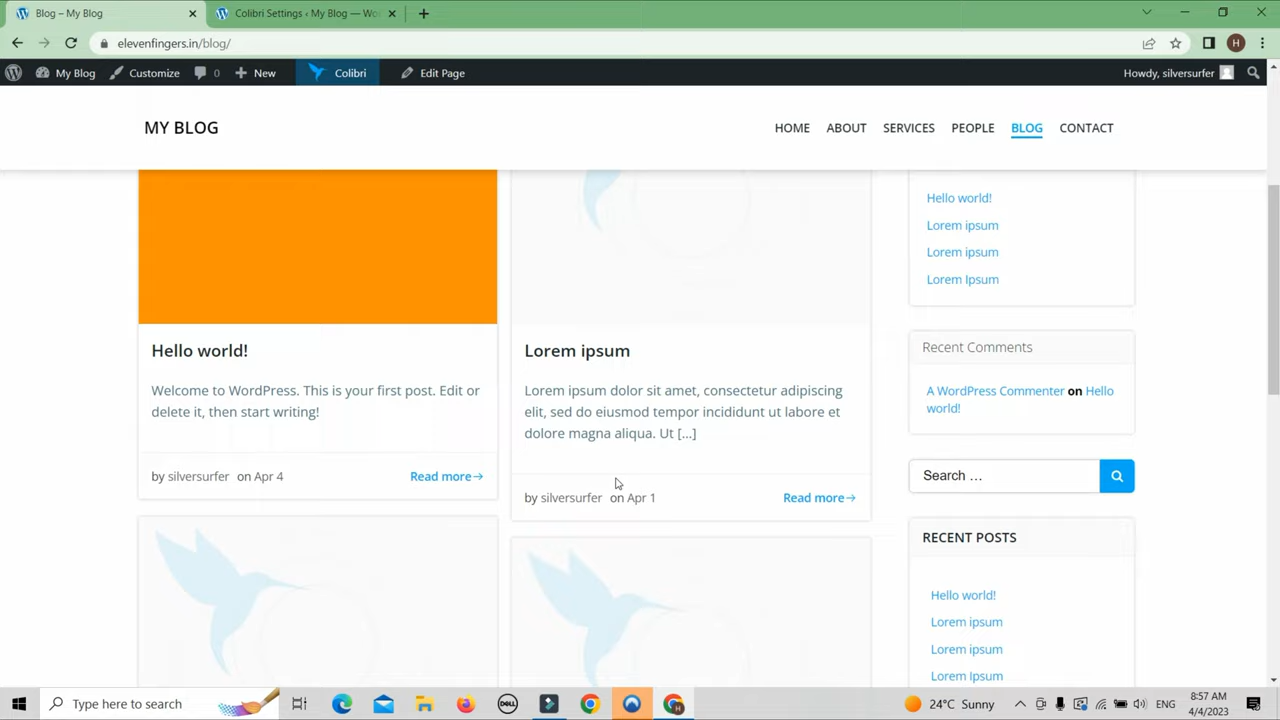 Blog – My Blog
Colibri Settings ‹ My Blog — Wo
elevenfingers.in/blog/
My Blog
Customize
0
New
Colibri
Edit Page
Howdy, silversurfer
MY BLOG
HOME
ABOUT
SERVICES
PEOPLE
BLOG
CONTACT
Hello world!
Welcome to WordPress. This is your first post. Edit or
delete it, then start writing!
by silversurfer on Apr 4
Read more→
Lorem ipsum
Lorem ipsum dolor sit amet, consectetur adipiscing
elit, sed do eiusmod tempor incididunt ut labore et
dolore magna aliqua. Ut […]
by silversurfer on Apr 1
Read more→
Hello world!
Lorem ipsum
Lorem ipsum
Lorem Ipsum
Recent Comments
A WordPress Commenter on Hello
world!
Search …
RECENT POSTS
Hello world!
Lorem ipsum
Lorem ipsum
Lorem ipsum
Type here to search
DELL
24°C Sunny
ENG
8:57 AM
4/4/2023
H